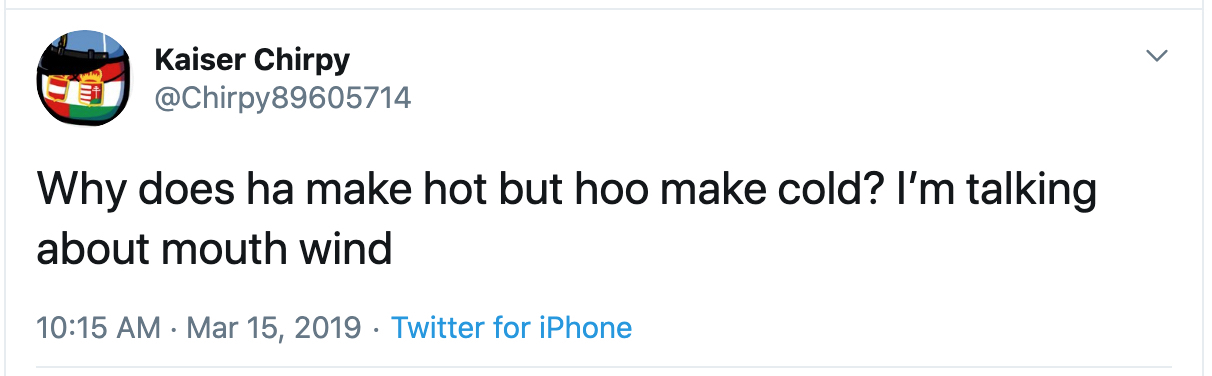 Kaiser Chirpy
@Chirpy89605714
Why does ha make hot but hoo make cold? I’m talking
about mouth wind
10:15 AM · Mar 15, 2019 · Twitter for iPhone